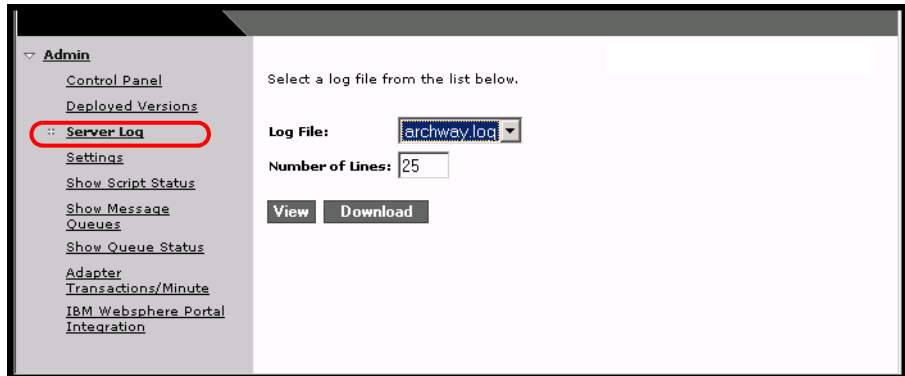 Admin
Control Panel
Deployed Versions
Server Log
Settings
Show Script Status
Show Message
Queues
Show Queue Status
Adapter
Transactions/Minute
IBM Websphere Portal
Integration
Select a log file from the list below.
Log File: archway.log
Number of Lines: 25
View Download